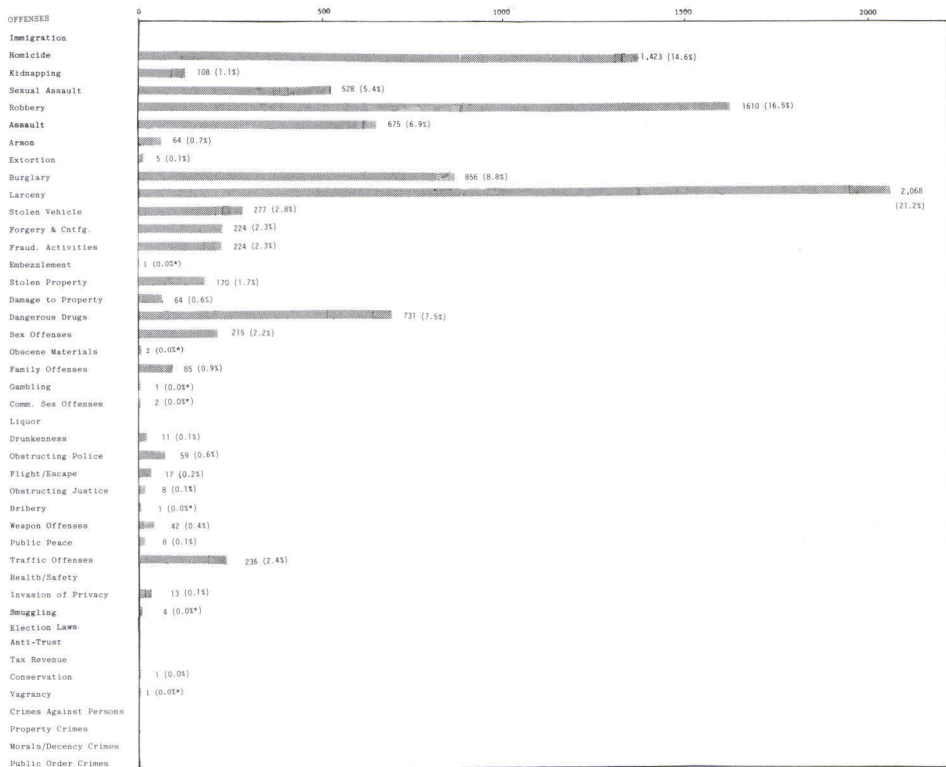 0 500 1000 1500 2000
OFFENSES
Immigration
Homicide 1,423 (14.6%)
Kidnapping 108 (1.1%)
Sexual Assault 528 (5.4%)
Robbery 1610 (16.5%)
Assault 675 (6.9%)
Arson 64 (0.7%)
Extortion 5 (0.1%)
Burglary 856 (8.8%)
Larceny 2,068
(21.2%)
Stolen Vehicle 277 (2.8%)
Forgery & Cntfg. 224 (2.3%)
Fraud. Activities 224 (2.3%)
Embezzlement 1 (0.0%*)
Stolen Property 170 (1.7%)
Damage to Property 64 (0.6%)
Dangerous Drugs 731 (7.5%)
Sex Offenses 215 (2.2%)
Obscene Materials 2 (0.0%*)
Family Offenses 85 (0.9%)
Gambling 1 (0.0%*)
Comm. Sex Offenses 2 (0.0%*)
Liquor
Drunkenness 11 (0.1%)
Obstructing Police 59 (0.6%)
Flight/Escape 17 (0.2%)
Obstructing Justice 8 (0.1%)
Bribery 1 (0.0%*)
Weapon Offenses 42 (0.4%)
Public Peace 8 (0.1%)
Traffic Offenses 236 (2.4%)
Health/Safety
Invasion of Privacy 13 (0.1%)
Smuggling 4 (0.0%*)
Election Laws
Anti-Trust
Tax Revenue
Conservation 1 (0.0%)
Vagrancy 1 (0.0%*)
Crimes Against Persons
Property Crimes
Morals/Decency Crimes
Public Order Crimes